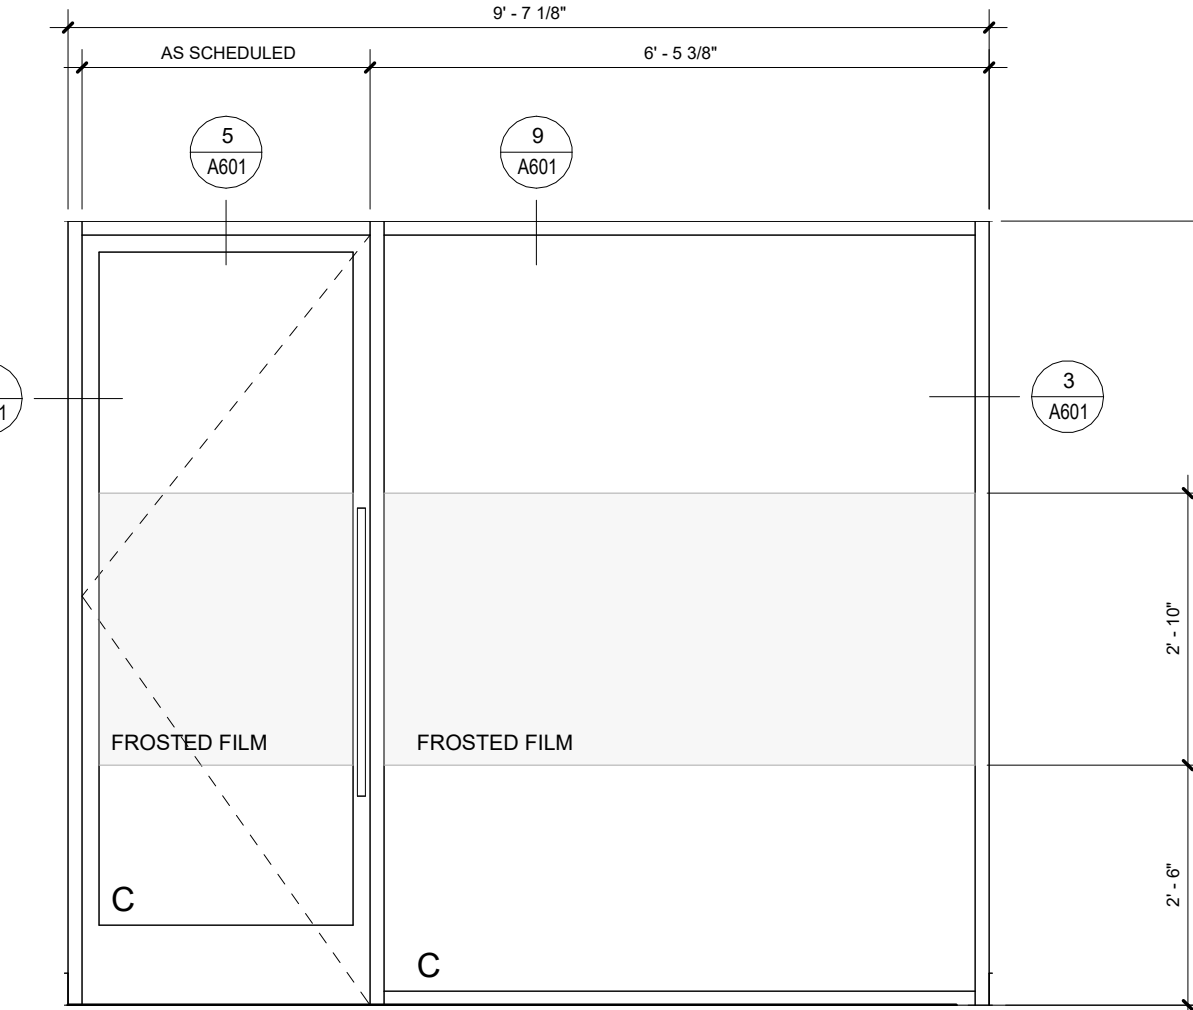 9' - 7 1/8"
AS SCHEDULED
6' - 5 3/8"
5
A601
9
A601
1
3
A601
2' - 10"
FROSTED FILM
FROSTED FILM
2' - 6"
C
C